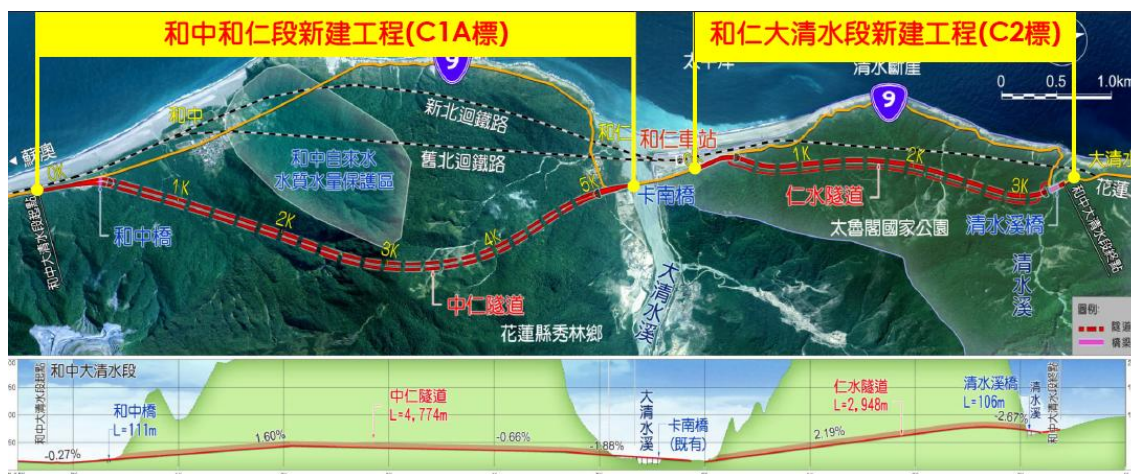 和中和仁段新建工程(C1A標)
和仁大清水段新建工程(C2標)
9
清水斷崖
9
0 0.5 1.0km
和中
新北迴鐵路
和仁
和仁車站
舊北迴鐵路
和中自來水
水質水量保護區
蘇澳
0K
1K
2K
3K
4K
5K
卡南橋
1K
2K
3K
大清水
花蓮
仁水隧道
太魯閣國家公園
清水溪橋
和中橋
中仁隧道
和中大清水段起點
和中大清水段終點
大清水溪
清水溪
花蓮縣秀林鄉
圖例:
隧道
橋梁
和中大清水段
和中大清水段起點
和中橋
L=111m
中仁隧道
L=4,774m
大清水溪
卡南橋
(既有)
仁水隧道
L=2,948m
清水溪橋
L=106m
清水溪
和中大清水段終點
-0.27%
1.60%
-0.66%
-1.88%
2.19%
-2.67%